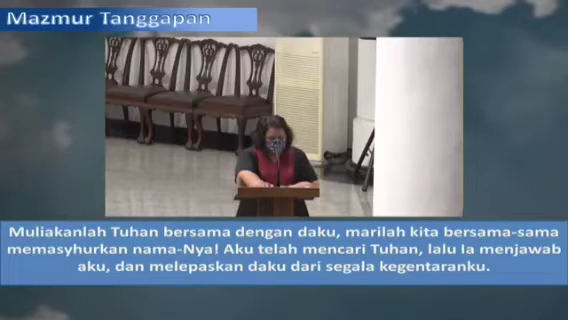 Mazmur Tanggapan
Muliakanlah Tuhan bersama dengan daku, marilah kita bersama-sama
memasyhurkan nama-Nya! Aku telah mencari Tuhan, lalu Ia menjawab
aku, dan melepaskan daku dari segala kegentaranku.